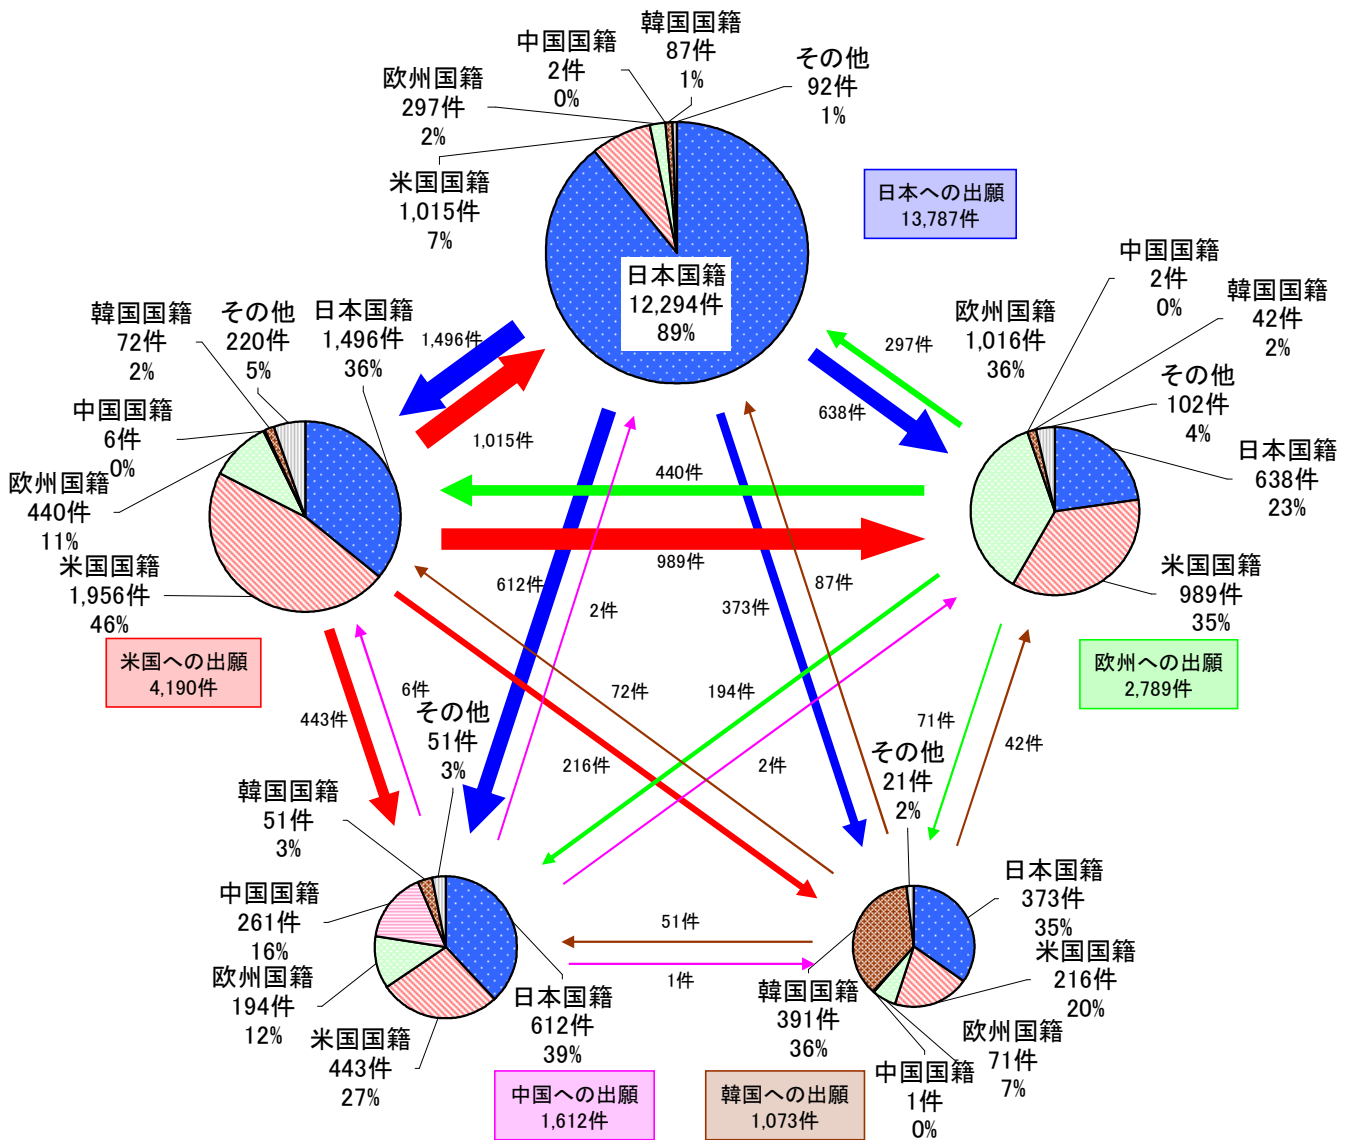 韓国国籍
87件
1%
中国国籍
2件
0%
その他
92件
1%
欧州国籍
297件
2%
米国国籍
1,015件
7%
日本国籍
12,294件
89%
日本への出願
13,787件
韓国国籍
72件
2%
その他
220件
5%
日本国籍
1,496件
36%
中国国籍
6件
0%
欧州国籍
440件
11%
米国国籍
1,956件
46%
米国への出願
4,190件
中国国籍
2件
0%
韓国国籍
42件
2%
欧州国籍
1,016件
36%
その他
102件
4%
日本国籍
638件
23%
米国国籍
989件
35%
欧州への出願
2,789件
1,496件
1,015件
297件
638件
440件
989件
612件
2件
373件
87件
443件
6件
216件
72件
194件
2件
71件
42件
51件
1件
その他
51件
3%
韓国国籍
51件
3%
中国国籍
261件
16%
欧州国籍
194件
12%
米国国籍
443件
27%
日本国籍
612件
39%
中国への出願
1,612件
その他
21件
2%
日本国籍
373件
35%
米国国籍
216件
20%
欧州国籍
71件
7%
中国国籍
1件
0%
韓国国籍
391件
36%
韓国への出願
1,073件